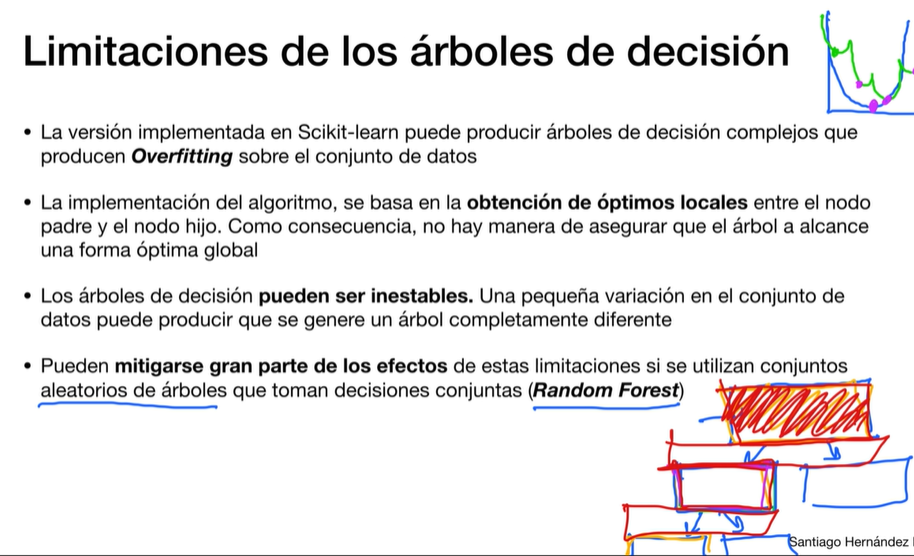 Limitaciones de los árboles de decisión
• La versión implementada en Scikit-learn puede producir árboles de decisión complejos que
producen Overfitting sobre el conjunto de datos
• La implementación del algoritmo, se basa en la obtención de óptimos locales entre el nodo
padre y el nodo hijo. Como consecuencia, no hay manera de asegurar que el árbol a alcance
una forma óptima global
• Los árboles de decisión pueden ser inestables. Una pequeña variación en el conjunto de
datos puede producir que se genere un árbol completamente diferente
• Pueden mitigarse gran parte de los efectos de estas limitaciones si se utilizan conjuntos
aleatorios de árboles que toman decisiones conjuntas (Random Forest)
Santiago Hernández